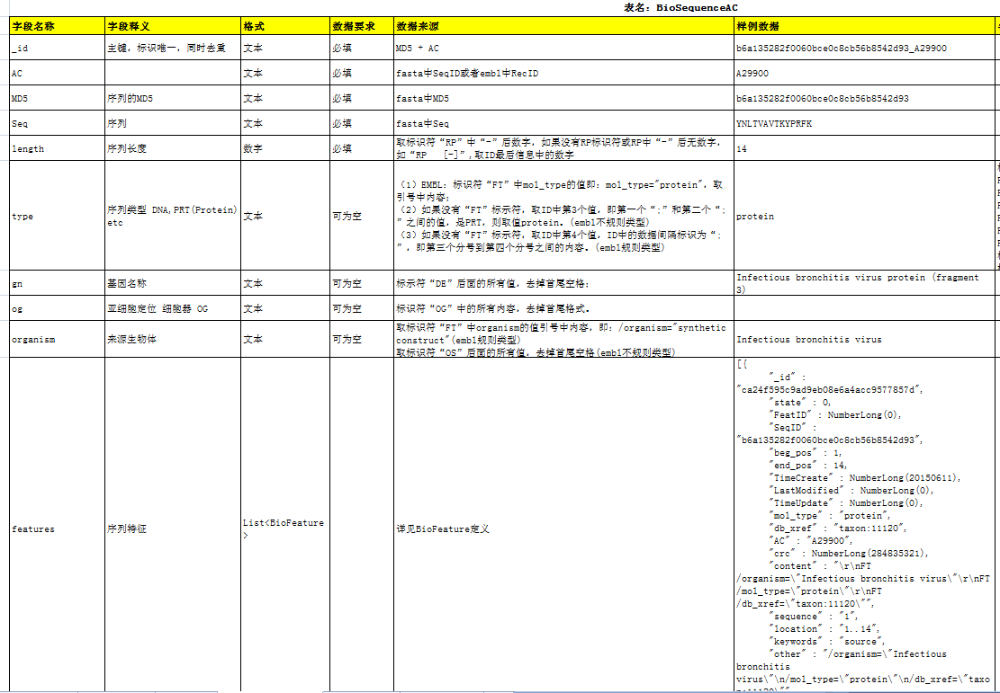 表名: BioSequenceAC
字段名称 字段释义 格式 数据要求 数据来源 样例数据
_id 主键, 标识唯一, 同时去重 文本 必填 MD5 + AC b6a135282f0060bce0c8cb56b8542d93_A29900
AC 文本 必填 fasta中SeqID或者embl中RecID A29900
MD5 序列的MD5 文本 必填 fasta中MD5 b6a135282f0060bce0c8cb56b8542d93
Seq 序列 文本 必填 fasta中Seq YNLTVAVTKYPRFK
length 序列长度 数字 必填 取标识符“RP”中“-”后数字, 如果没有RP标识符或RP中“-”后无数字,
如“RP [-]”, 取ID最后信息中的数字
14
type
序列类型 DNA,PRT(Protein)
etc
文本 可为空
(1) EMBL: 标识符“FT”中mol_type的值即: mol_type="protein", 取
引号中内容;
(2) 如果没有“FT”标示符, 取ID中第3个值, 即第一个“;”和第二个“;
”之间的值, 是PRT, 则取值protein。(embl不规则类型)
(3) 如果没有“FT”标示符, 取ID中第4个值, ID中的数据间隔标识为“;
”, 即第三个分号到第四个分号之间的内容。(embl规则类型)
protein
gn 基因名称 文本 可为空 标示符“DE”后面的所有值, 去掉首尾空格;
Infectious bronchitis virus protein (fragment
3)
og 亚细胞定位 细胞器 OG 文本 可为空 标识符“OG”中的所有内容, 去掉首尾格式。
organism 来源生物体 文本 可为空
取标识符“FT”中organism的值引号中内容, 即: /organism="synthetic
construct"(embl规则类型)
取标识符“OS”后面的所有值, 去掉首尾空格(embl不规则类型)
Infectious bronchitis virus
features 序列特征
List<BioFeature
>
详见BioFeature定义
[{
"_id" :
"ca24f595c9ad9eb08e6a4acc9577857d",
"state" : 0,
"FeatID" : NumberLong(0),
"SeqID" :
"b6a135282f0060bce0c8cb56b8542d93",
"beg_pos" : 1,
"end_pos" : 14,
"TimeCreate" : NumberLong(20150611),
"LastModified" : NumberLong(0),
"TimeUpdate" : NumberLong(0),
"mol_type" : "protein",
"db_xref" : "taxon:11120",
"AC" : "A29900",
"crc" : NumberLong(284835321),
"content" : "\r\nFT
/organism=\"Infectious bronchitis virus\"\r\nFT
/mol_type=\"protein\"\r\nFT
/db_xref=\"taxon:11120\"",
"sequence" : "1",
"location" : "1..14",
"keywords" : "source",
"other" : "/organism=\"Infectious
bronchitis
virus\"\n/mol_type=\"protein\"\n/db_xref=\"taxo
n:11120\""